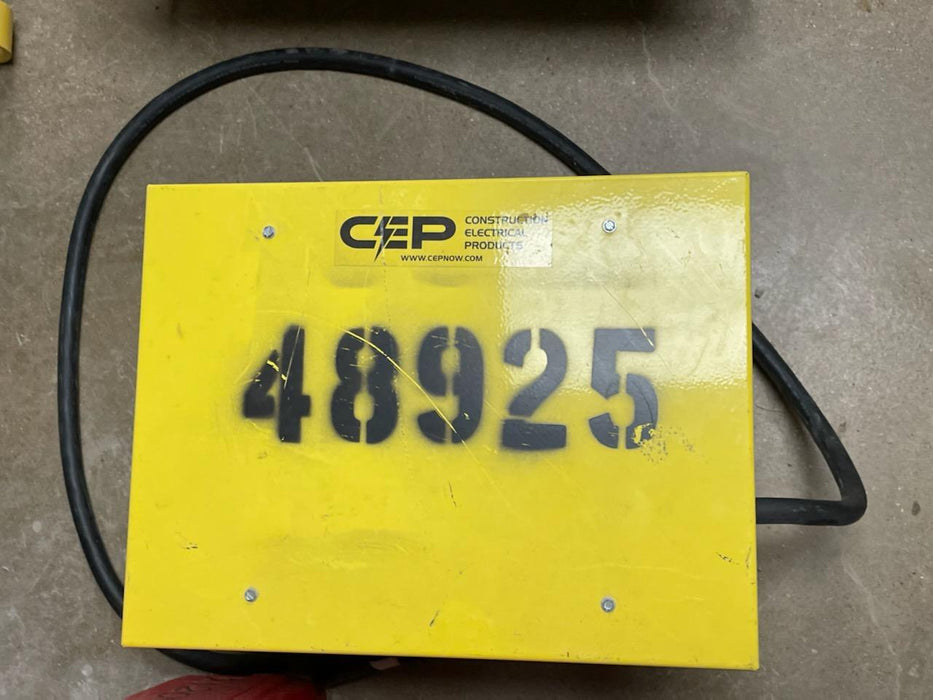 CEP
CONSTRUCTION
ELECTRICAL
PRODUCTS
WWW.CEPNOW.COM
48925